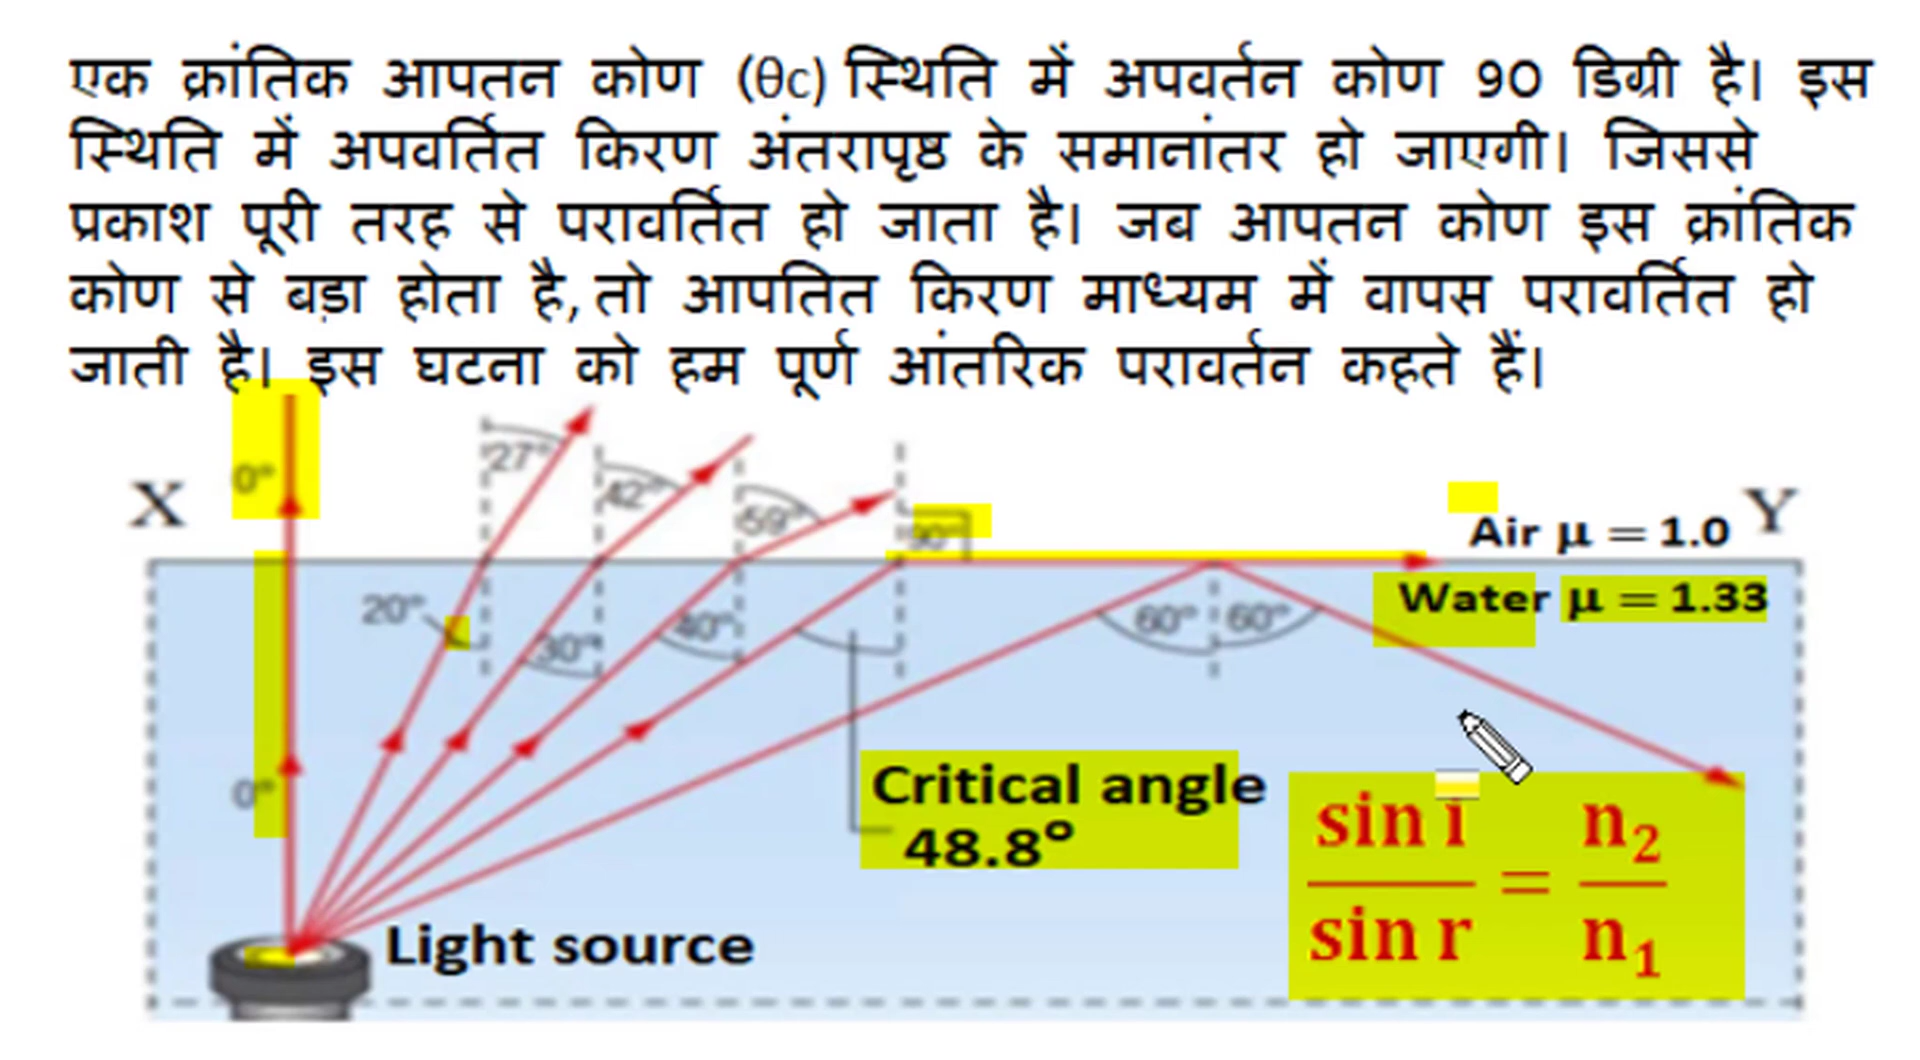 एक क्रांतिक आपतन कोण (θc) स्थिति में अपवर्तन कोण 90 डिग्री है। इस
स्थिति में अपवर्तित किरण अंतरापृष्ठ के समानांतर हो जाएगी। जिससे
प्रकाश पूरी तरह से परावर्तित हो जाता है। जब आपतन कोण इस क्रांतिक
कोण से बड़ा होता है, तो आपतित किरण माध्यम में वापस परावर्तित हो
जाती है। इस घटना को हम पूर्ण आंतरिक परावर्तन कहते हैं।
27°
0° 42°
X 59° 90° Y
Air μ = 1.0
20° 30° 40° 60° 60° Water μ = 1.33
0° Critical angle
48.8°
sin i / sin r = n₂ / n₁
Light source